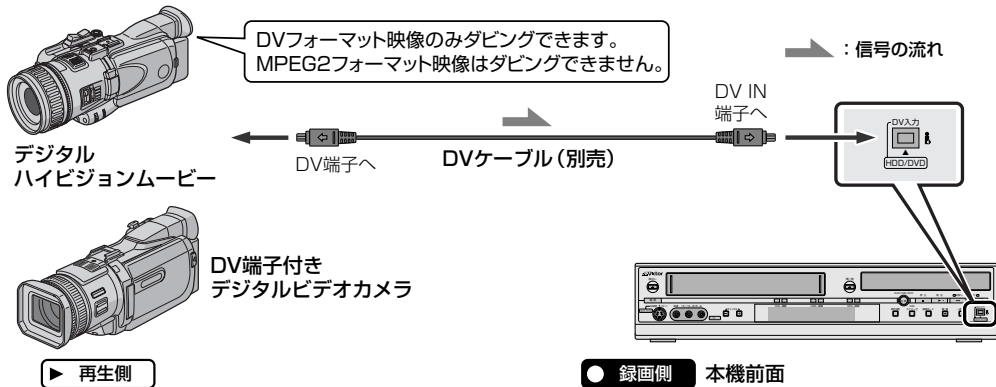 DVフォーマット映像のみダビングできます。
MPEG2フォーマット映像はダビングできません。
:信号の流れ
DV IN
端子へ
DV端子へ
DVケーブル(別売)
DV入力
HDD/DVD
デジタル
ハイビジョンムービー
DV端子付き
デジタルビデオカメラ
Victor
再生側
録画側
本機前面